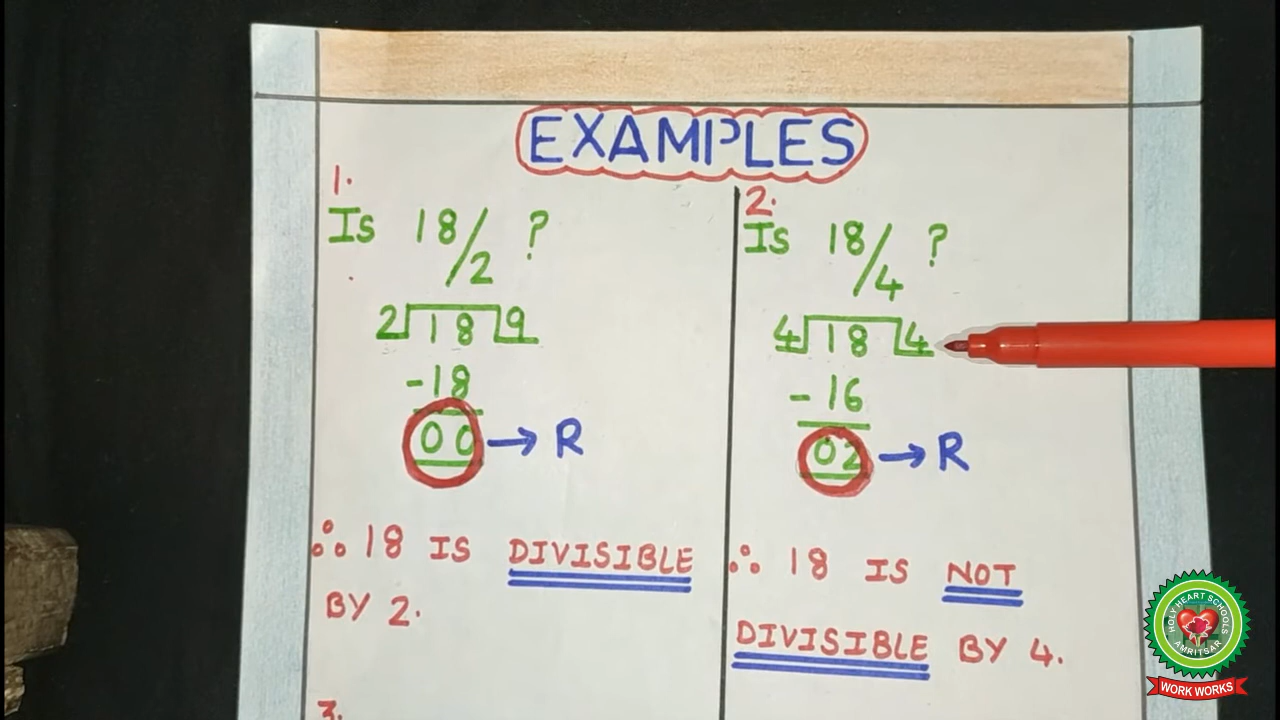 EXAMPLES
1.
Is 18/2 ?
2 18 9
-18
00 → R
∴ 18 IS DIVISIBLE
BY 2.
2.
Is 18/4 ?
4 18 4
- 16
02 → R
∴ 18 IS NOT
DIVISIBLE BY 4.
3.
HOLY HEART SCHOOLS
AMRITSAR
WORK WORKS